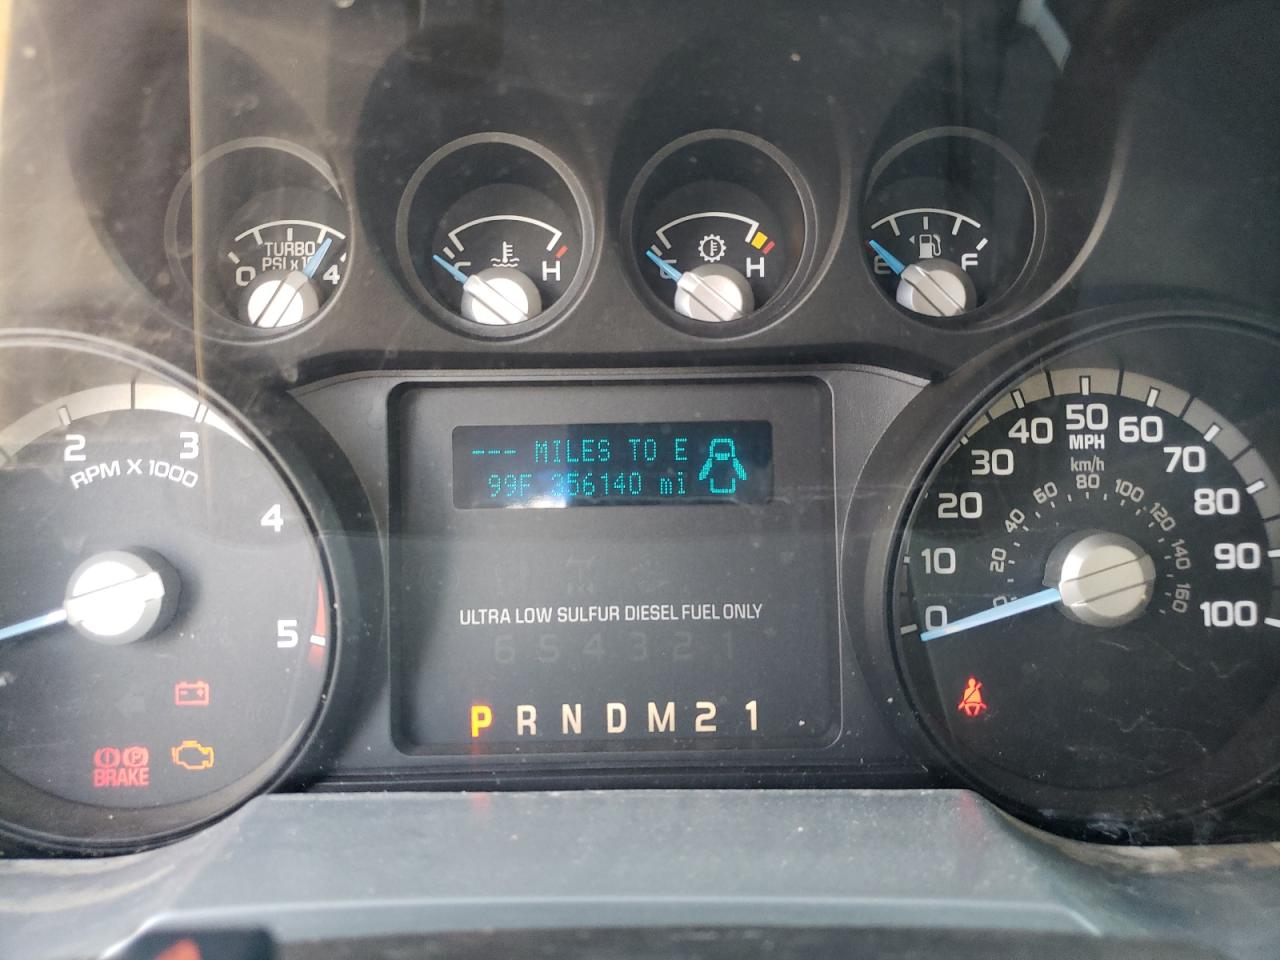 TURBO
PSI x10
0 4
C H
C H
E F
2 3 4 5
RPM X 1000
--- MILES TO E
99F 356140 mi
ULTRA LOW SULFUR DIESEL FUEL ONLY
6 5 4 3 2 1
P R N D M 2 1
BRAKE
0 10 20 30 40 50 60 70 80 90 100
MPH
km/h
0 20 40 60 80 100 120 140 160